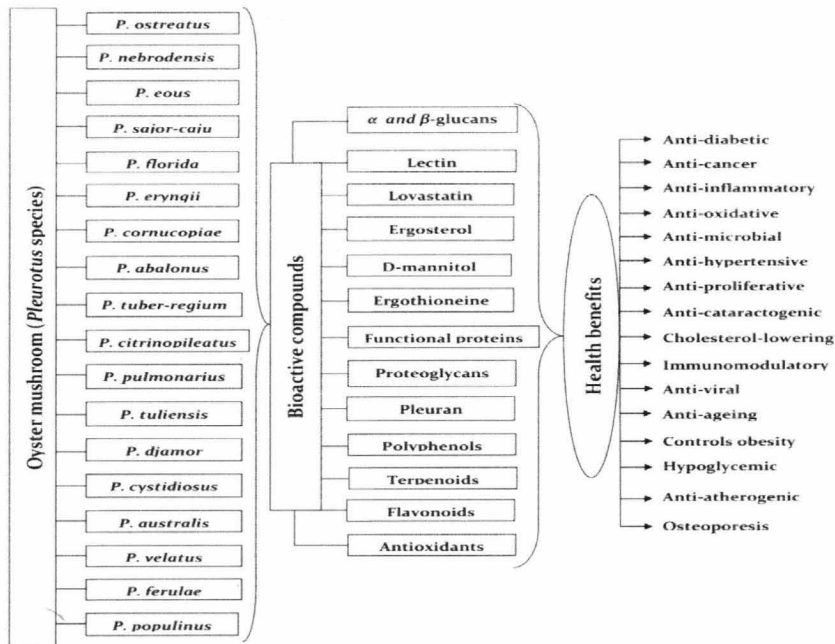 Oyster mushroom (Pleurotus species)
P. ostreatus
P. nebrodensis
P. eous
P. sajor-caju
P. florida
P. eryngii
P. cornucopiae
P. abalonus
P. tuber-regium
P. citrinopileatus
P. pulmonarius
P. tuliensis
P. djamor
P. cystidiosus
P. australis
P. velatus
P. ferulae
P. populinus
Bioactive compounds
α and β-glucans
Lectin
Lovastatin
Ergosterol
D-mannitol
Ergothioneine
Functional proteins
Proteoglycans
Pleuran
Polyphenols
Terpenoids
Flavonoids
Antioxidants
Health benefits
Anti-diabetic
Anti-cancer
Anti-inflammatory
Anti-oxidative
Anti-microbial
Anti-hypertensive
Anti-proliferative
Anti-cataractogenic
Cholesterol-lowering
Immunomodulatory
Anti-viral
Anti-ageing
Controls obesity
Hypoglycemic
Anti-atherogenic
Osteoporesis